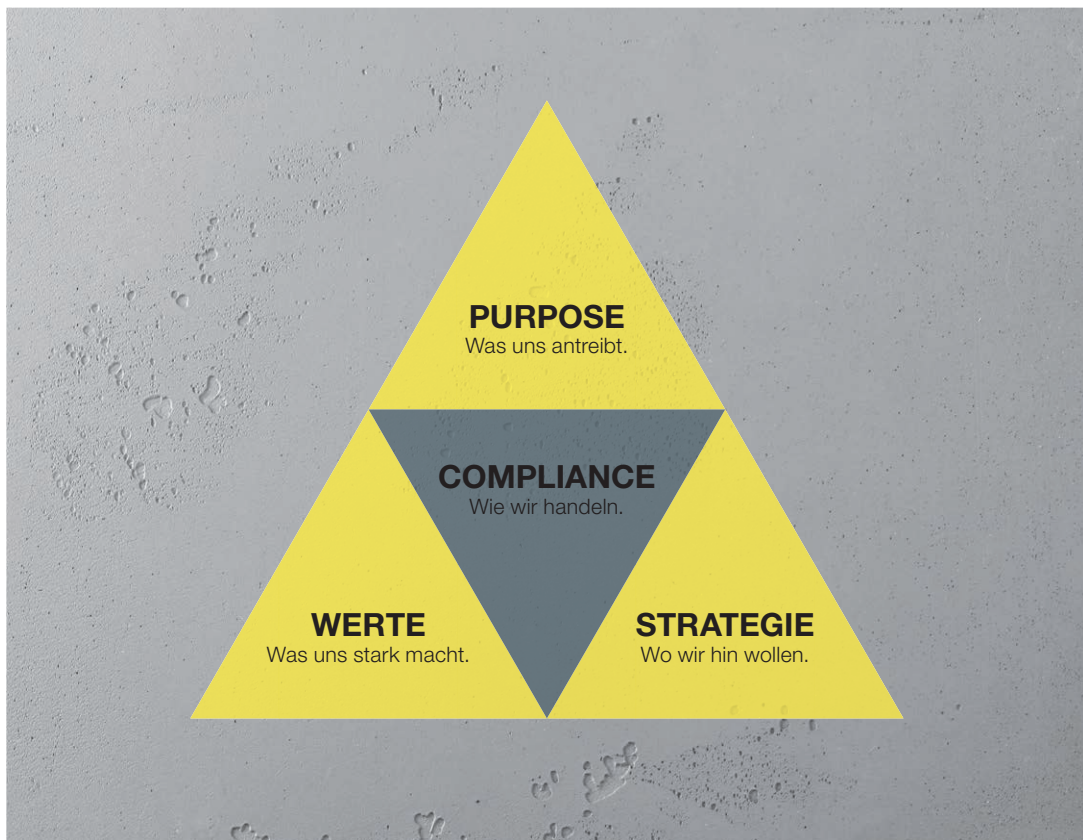 PURPOSE
Was uns antreibt.
COMPLIANCE
Wie wir handeln.
WERTE
Was uns stark macht.
STRATEGIE
Wo wir hin wollen.